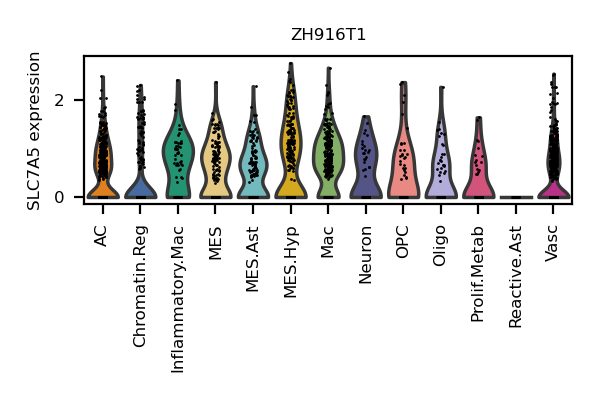 ZH916T1
SLC7A5 expression
2
0
AC
Chromatin.Reg
Inflammatory.Mac
MES
MES.Ast
MES.Hyp
Mac
Neuron
OPC
Oligo
Prolif.Metab
Reactive.Ast
Vasc